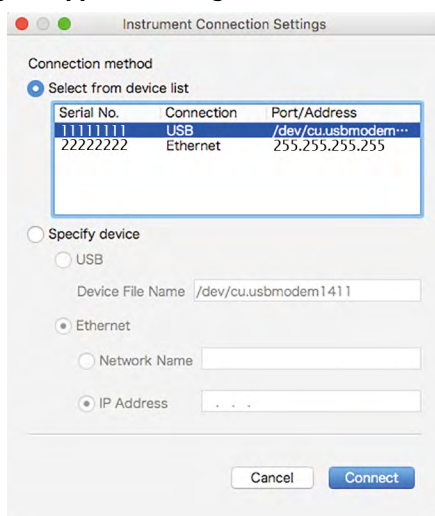 Instrument Connection Settings
Connection method
Select from device list
Serial No. Connection Port/Address
11111111 USB /dev/cu.usbmodem···
22222222 Ethernet 255.255.255.255
Specify device
USB
Device File Name /dev/cu.usbmodem1411
Ethernet
Network Name
IP Address . . .
Cancel Connect